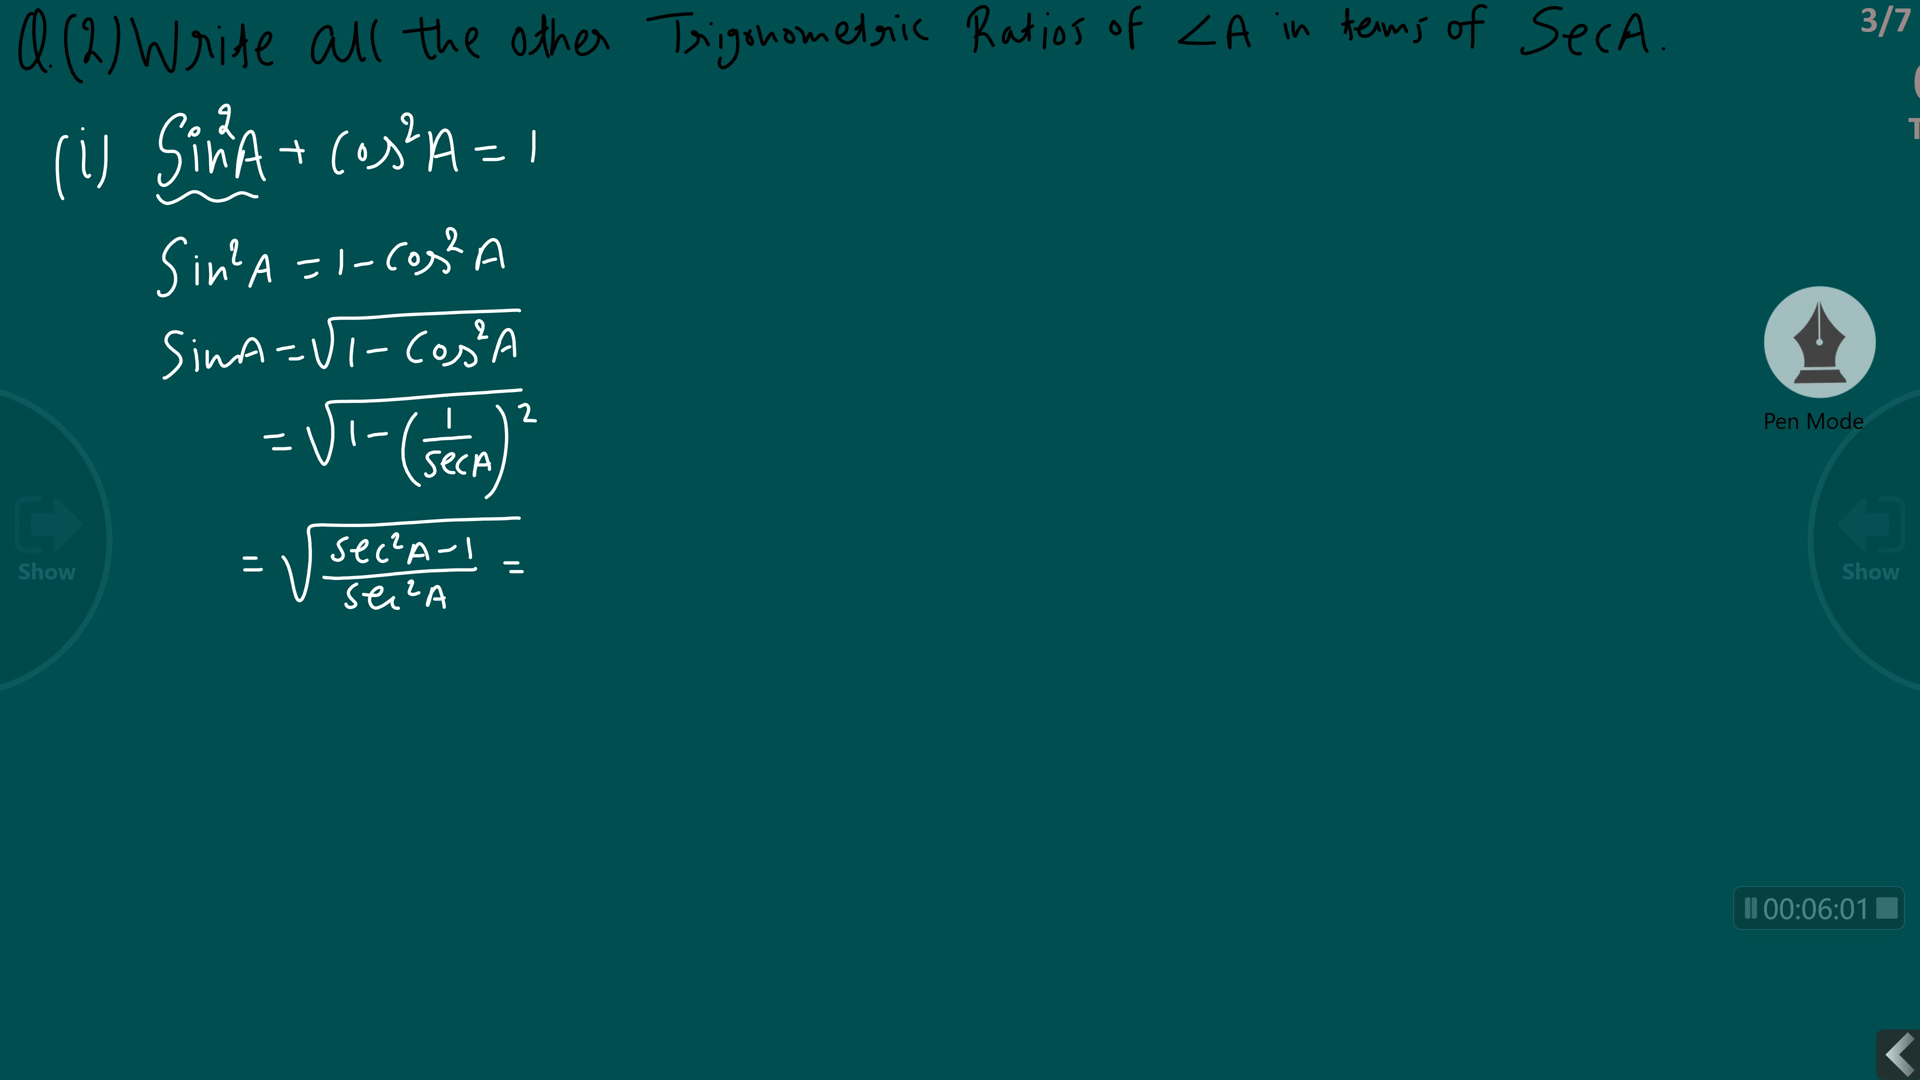 Q.(2) Write all the other Trigonometric Ratios of ∠A in terms of SecA.
3/7
(i) Sin²A + Cos²A = 1
Sin²A = 1 - Cos²A
SinA = √(1 - Cos²A)
= √(1 - (1/secA)²)
= √((sec²A - 1)/(sec²A)) =
T
Pen Mode
Show
Show
00:06:01